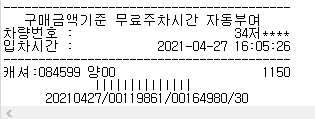 구매금액기준 무료주차시간 자동부여
차량번호 : 34저****
입차시간 : 2021-04-27 16:05:26
캐셔:084599 양00 1150
20210427/00119861/00164980/30